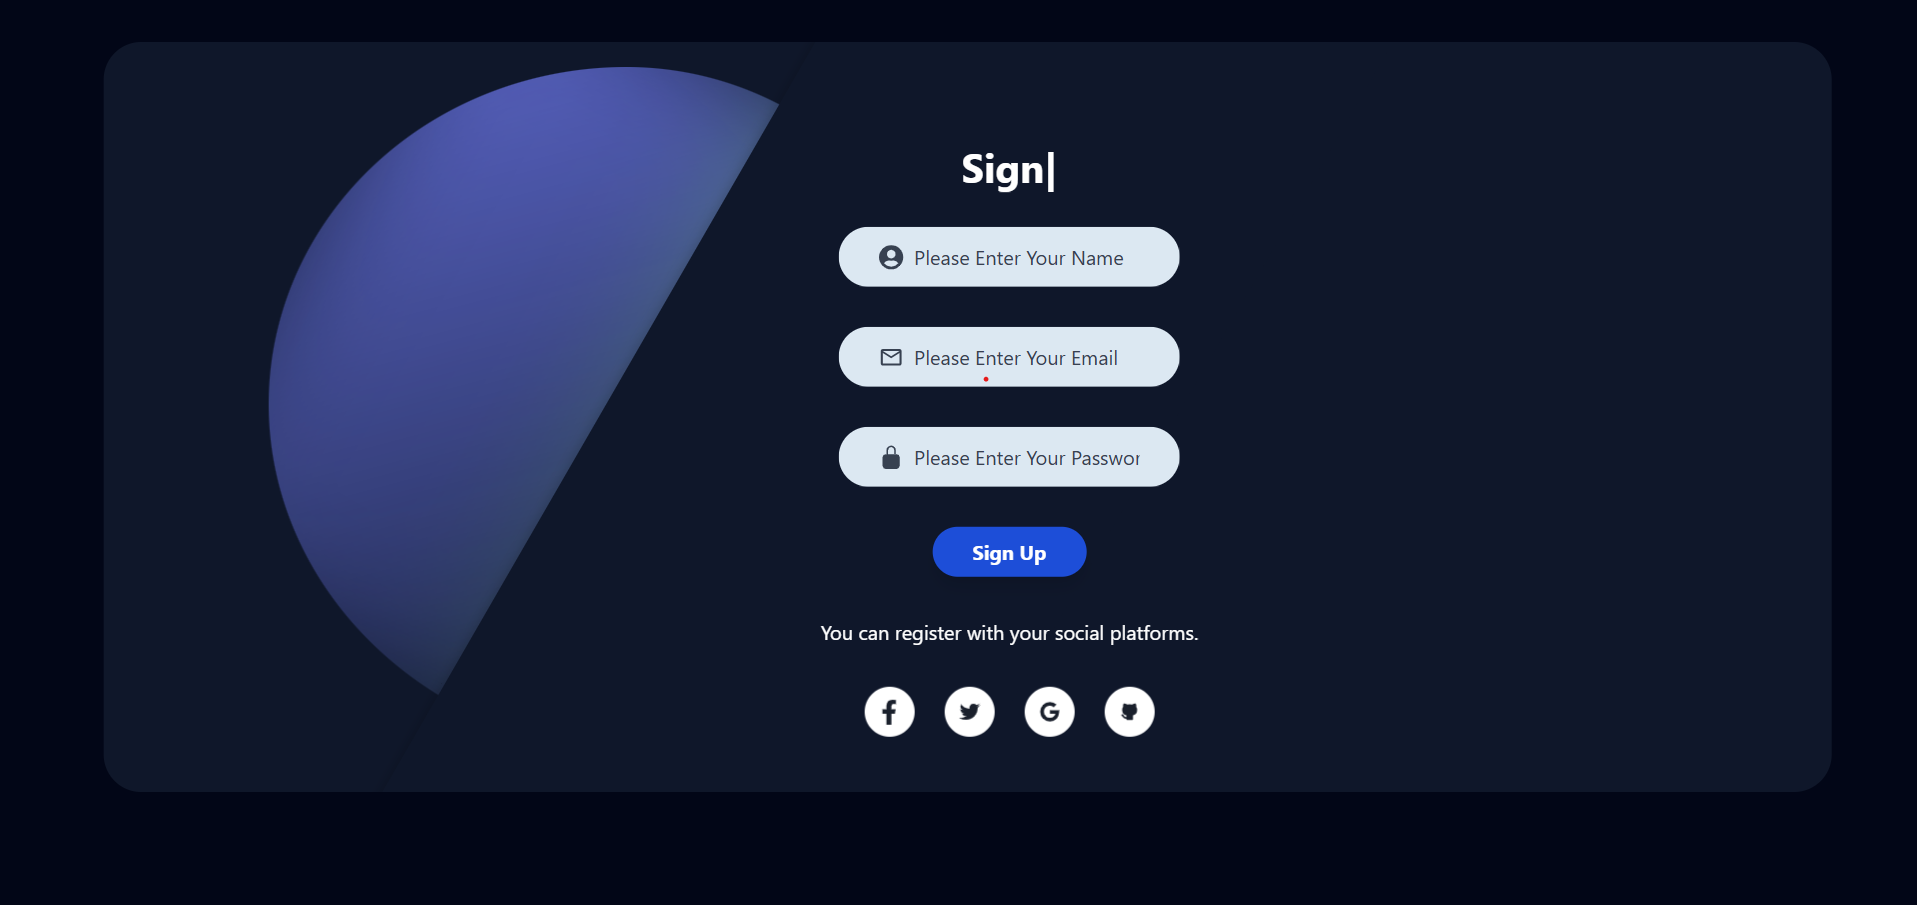 Sign|
Please Enter Your Name
Please Enter Your Email
Please Enter Your Passwor
Sign Up
You can register with your social platforms.